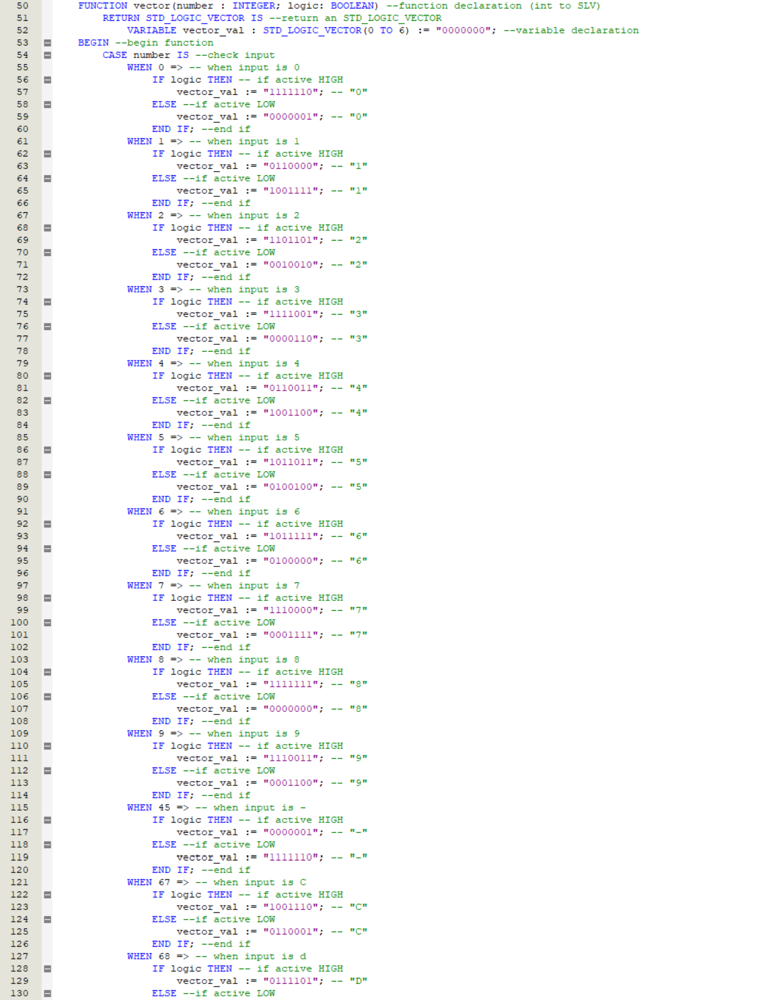 50 FUNCTION vector(number : INTEGER; logic: BOOLEAN) --function declaration (int to SLV)
51 RETURN STD_LOGIC_VECTOR IS --return an STD_LOGIC_VECTOR
52 VARIABLE vector_val : STD_LOGIC_VECTOR(0 TO 6) := "0000000"; --variable declaration
53 BEGIN --begin function
54 CASE number IS --check input
55 WHEN 0 => -- when input is 0
56 IF logic THEN -- if active HIGH
57 vector_val := "1111110"; -- "0"
58 ELSE --if active LOW
59 vector_val := "0000001"; -- "0"
60 END IF; --end if
61 WHEN 1 => -- when input is 1
62 IF logic THEN -- if active HIGH
63 vector_val := "0110000"; -- "1"
64 ELSE --if active LOW
65 vector_val := "1001111"; -- "1"
66 END IF; --end if
67 WHEN 2 => -- when input is 2
68 IF logic THEN -- if active HIGH
69 vector_val := "1101101"; -- "2"
70 ELSE --if active LOW
71 vector_val := "0010010"; -- "2"
72 END IF; --end if
73 WHEN 3 => -- when input is 3
74 IF logic THEN -- if active HIGH
75 vector_val := "1111001"; -- "3"
76 ELSE --if active LOW
77 vector_val := "0000110"; -- "3"
78 END IF; --end if
79 WHEN 4 => -- when input is 4
80 IF logic THEN -- if active HIGH
81 vector_val := "0110011"; -- "4"
82 ELSE --if active LOW
83 vector_val := "1001100"; -- "4"
84 END IF; --end if
85 WHEN 5 => -- when input is 5
86 IF logic THEN -- if active HIGH
87 vector_val := "1011011"; -- "5"
88 ELSE --if active LOW
89 vector_val := "0100100"; -- "5"
90 END IF; --end if
91 WHEN 6 => -- when input is 6
92 IF logic THEN -- if active HIGH
93 vector_val := "1011111"; -- "6"
94 ELSE --if active LOW
95 vector_val := "0100000"; -- "6"
96 END IF; --end if
97 WHEN 7 => -- when input is 7
98 IF logic THEN -- if active HIGH
99 vector_val := "1110000"; -- "7"
100 ELSE --if active LOW
101 vector_val := "0001111"; -- "7"
102 END IF; --end if
103 WHEN 8 => -- when input is 8
104 IF logic THEN -- if active HIGH
105 vector_val := "1111111"; -- "8"
106 ELSE --if active LOW
107 vector_val := "0000000"; -- "8"
108 END IF; --end if
109 WHEN 9 => -- when input is 9
110 IF logic THEN -- if active HIGH
111 vector_val := "1110011"; -- "9"
112 ELSE --if active LOW
113 vector_val := "0001100"; -- "9"
114 END IF; --end if
115 WHEN 45 => -- when input is -
116 IF logic THEN -- if active HIGH
117 vector_val := "0000001"; -- "-"
118 ELSE --if active LOW
119 vector_val := "1111110"; -- "-"
120 END IF; --end if
121 WHEN 67 => -- when input is C
122 IF logic THEN -- if active HIGH
123 vector_val := "1001110"; -- "C"
124 ELSE --if active LOW
125 vector_val := "0110001"; -- "C"
126 END IF; --end if
127 WHEN 68 => -- when input is d
128 IF logic THEN -- if active HIGH
129 vector_val := "0111101"; -- "D"
130 ELSE --if active LOW